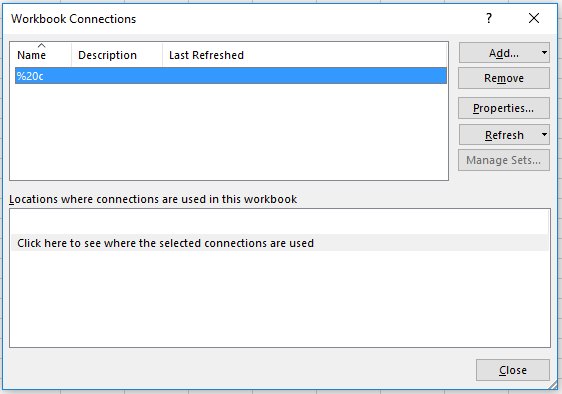 Workbook Connections
?
Name Description Last Refreshed
%20c
Add...
Remove
Properties...
Refresh
Manage Sets...
Locations where connections are used in this workbook
Click here to see where the selected connections are used
Close